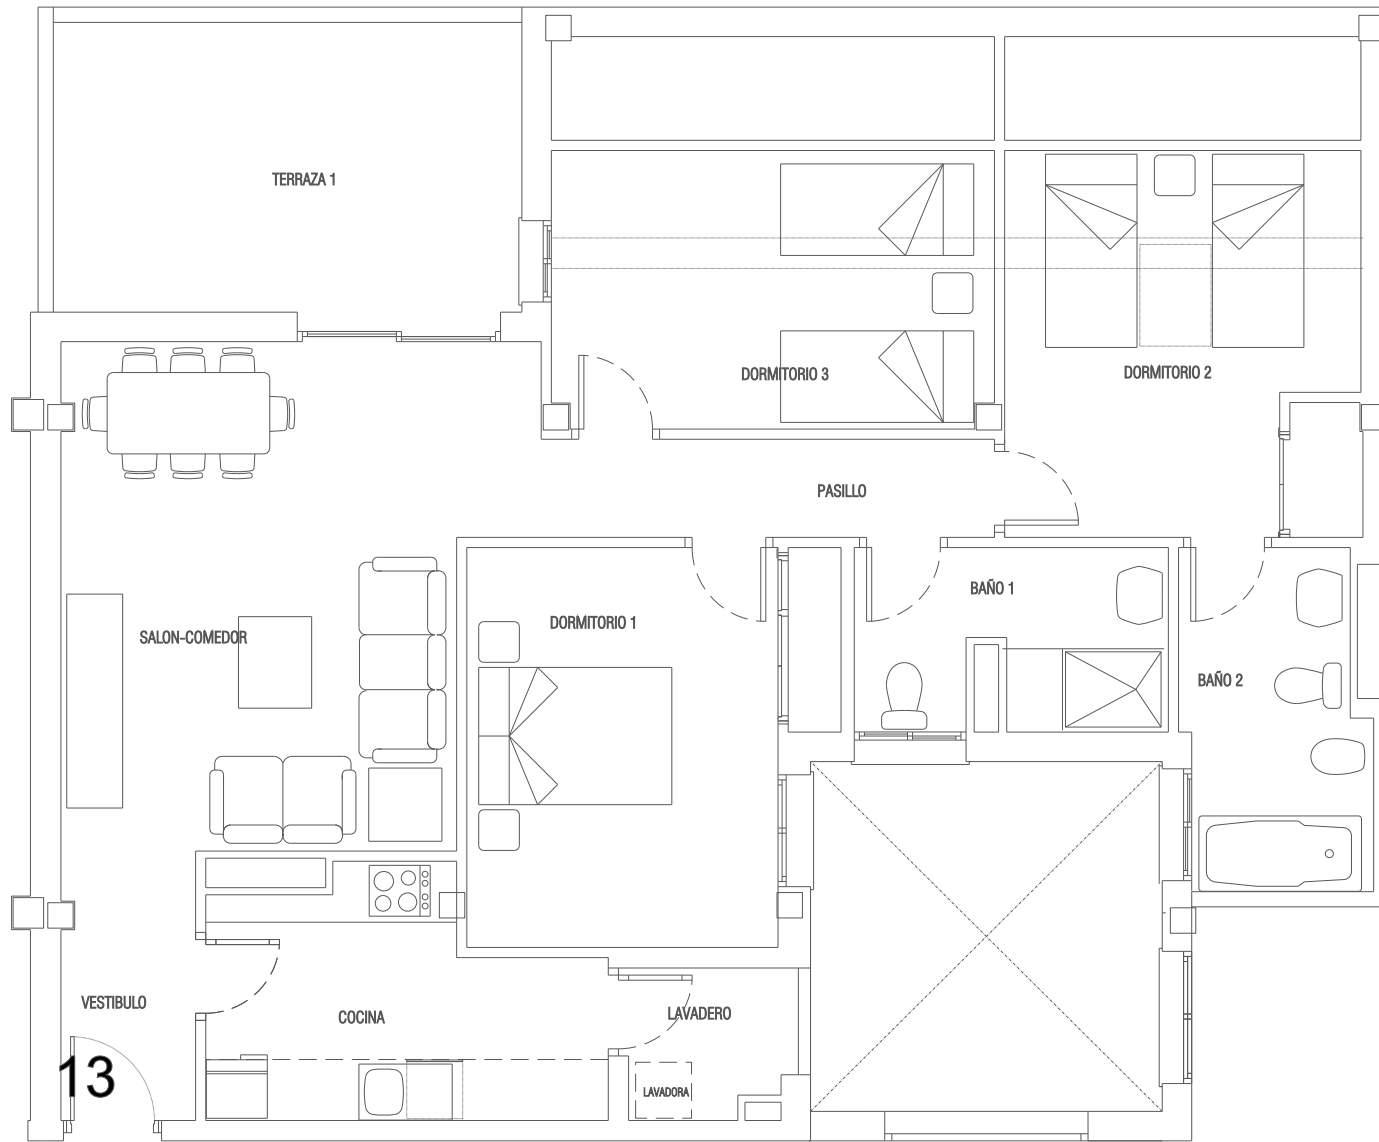 TERRAZA 1
DORMITORIO 3
DORMITORIO 2
PASILLO
BAÑO 1
DORMITORIO 1
SALON-COMEDOR
BAÑO 2
VESTIBULO
COCINA
LAVADERO
13
LAVADORA